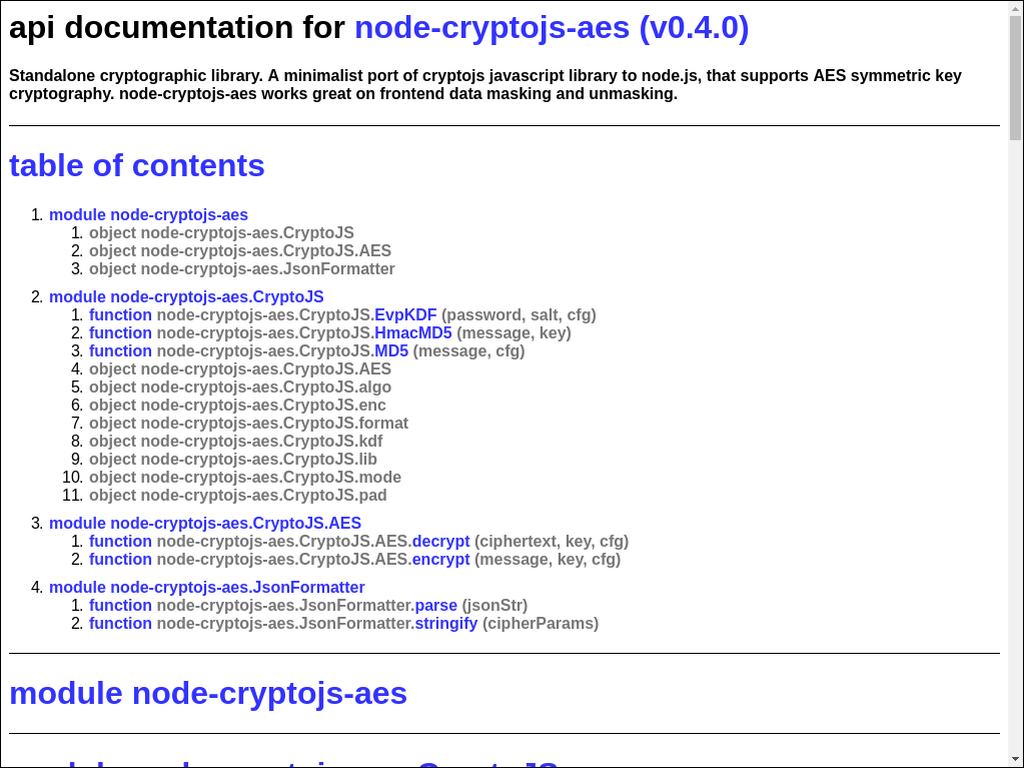 api documentation for node-cryptojs-aes (v0.4.0)
Standalone cryptographic library. A minimalist port of cryptojs javascript library to node.js, that supports AES symmetric key
cryptography. node-cryptojs-aes works great on frontend data masking and unmasking.
table of contents
1. module node-cryptojs-aes
1. object node-cryptojs-aes.CryptoJS
2. object node-cryptojs-aes.CryptoJS.AES
3. object node-cryptojs-aes.JsonFormatter
2. module node-cryptojs-aes.CryptoJS
1. function node-cryptojs-aes.CryptoJS.EvpKDF (password, salt, cfg)
2. function node-cryptojs-aes.CryptoJS.HmacMD5 (message, key)
3. function node-cryptojs-aes.CryptoJS.MD5 (message, cfg)
4. object node-cryptojs-aes.CryptoJS.AES
5. object node-cryptojs-aes.CryptoJS.algo
6. object node-cryptojs-aes.CryptoJS.enc
7. object node-cryptojs-aes.CryptoJS.format
8. object node-cryptojs-aes.CryptoJS.kdf
9. object node-cryptojs-aes.CryptoJS.lib
10. object node-cryptojs-aes.CryptoJS.mode
11. object node-cryptojs-aes.CryptoJS.pad
3. module node-cryptojs-aes.CryptoJS.AES
1. function node-cryptojs-aes.CryptoJS.AES.decrypt (ciphertext, key, cfg)
2. function node-cryptojs-aes.CryptoJS.AES.encrypt (message, key, cfg)
4. module node-cryptojs-aes.JsonFormatter
1. function node-cryptojs-aes.JsonFormatter.parse (jsonStr)
2. function node-cryptojs-aes.JsonFormatter.stringify (cipherParams)
module node-cryptojs-aes